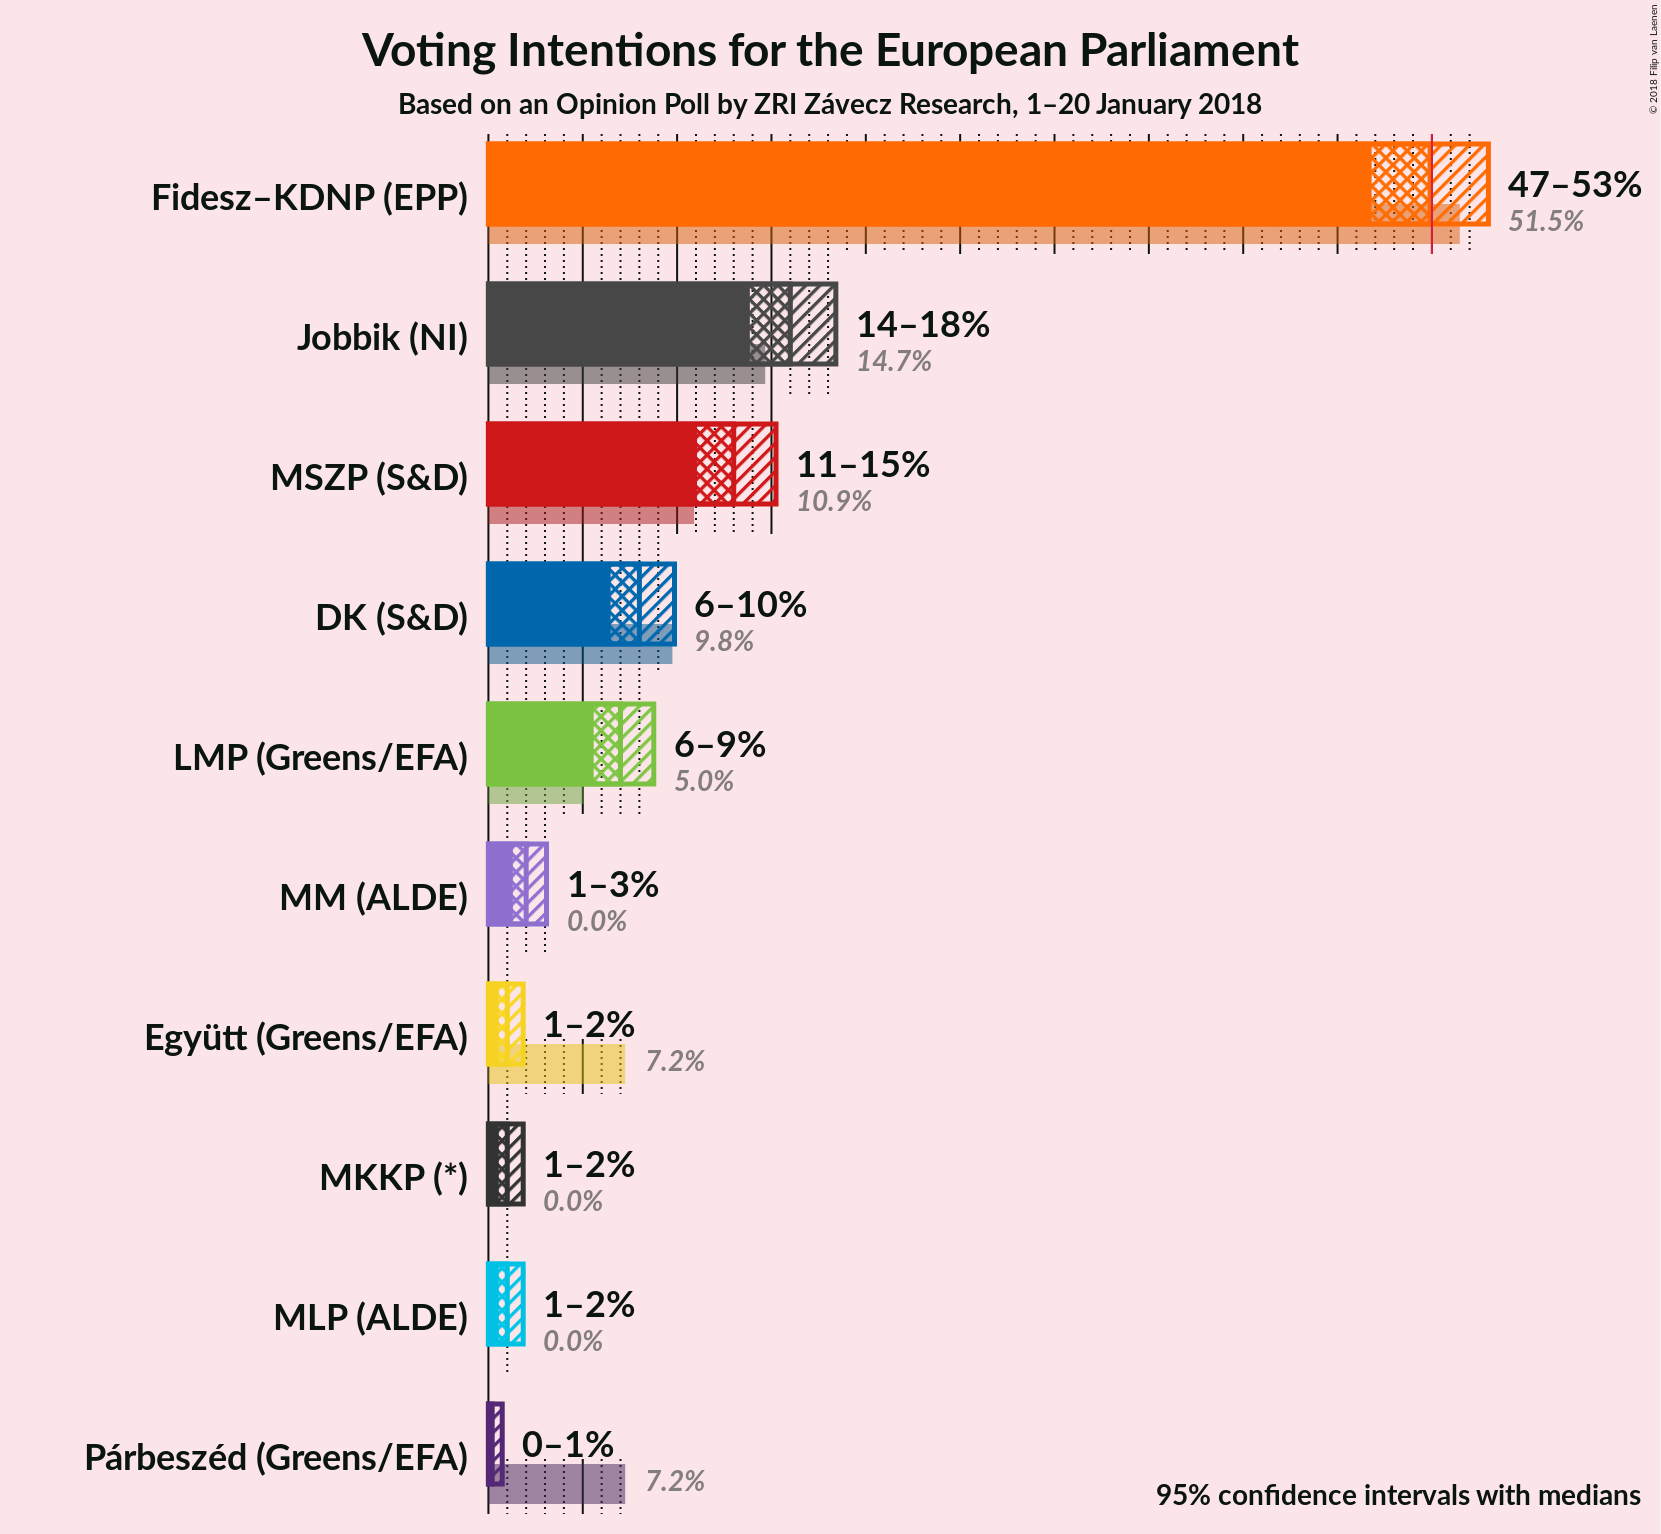 Voting Intentions for the European Parliament
Based on an Opinion Poll by ZRI Závecz Research, 1–20 January 2018
© 2018 Filip van Laenen
Fidesz–KDNP (EPP)
47–53%
51.5%
Jobbik (NI)
14–18%
14.7%
MSZP (S&D)
11–15%
10.9%
DK (S&D)
6–10%
9.8%
LMP (Greens/EFA)
6–9%
5.0%
MM (ALDE)
1–3%
0.0%
Együtt (Greens/EFA)
1–2%
7.2%
MKKP (*)
1–2%
0.0%
MLP (ALDE)
1–2%
0.0%
Párbeszéd (Greens/EFA)
0–1%
7.2%
95% confidence intervals with medians